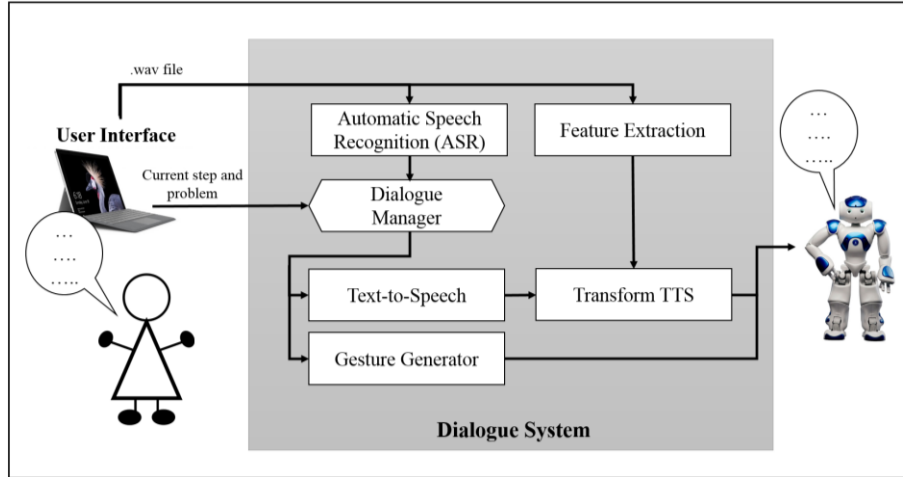 .wav file
User Interface
Automatic Speech
Recognition (ASR)
Feature Extraction
Current step and
problem
Dialogue
Manager
Text-to-Speech
Transform TTS
Gesture Generator
Dialogue System
…
….
…..
…
….
…..